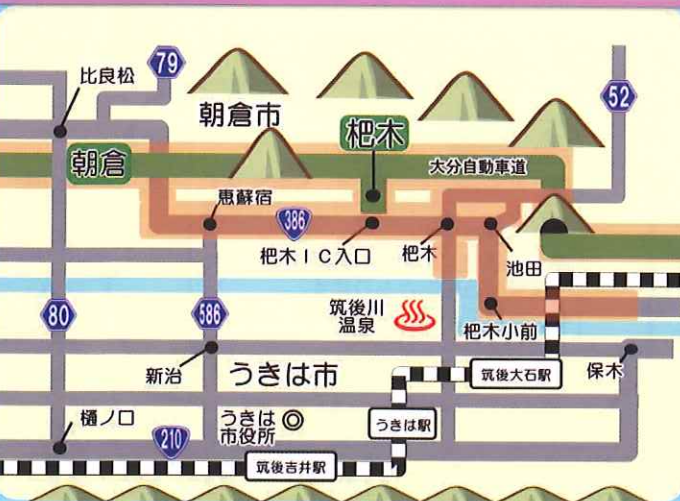 79
比良松
52
朝倉市
杷木
朝倉
大分自動車道
恵蘇宿
386
杷木IC入口
杷木
池田
筑後川
温泉
80
586
杷木小前
新治
うきは市
筑後大石駅
保木
樋ノ口
210
うきは
市役所
うきは駅
筑後吉井駅